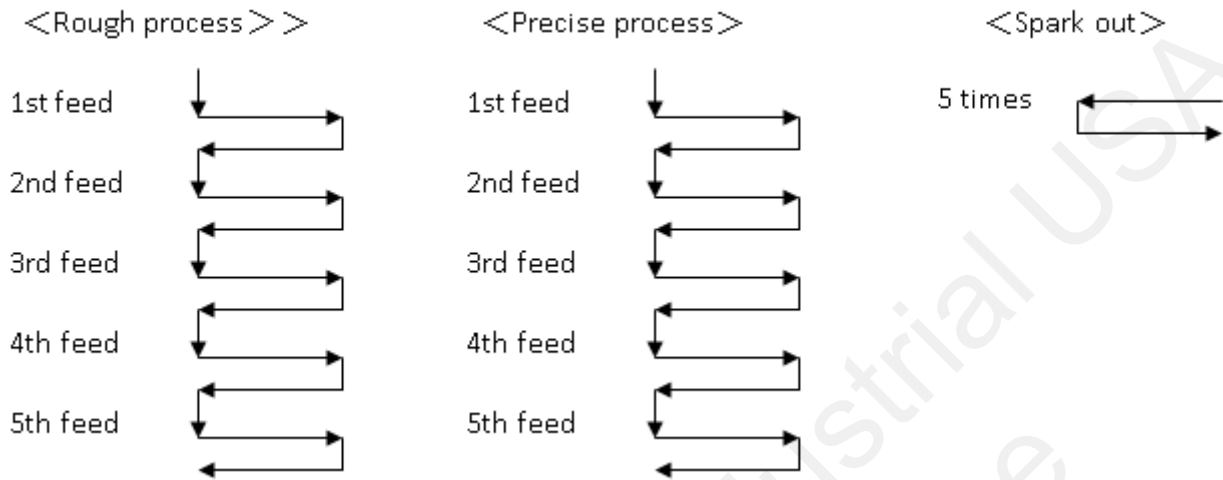 <Rough process>>
1st feed
2nd feed
3rd feed
4th feed
5th feed
<Precise process>
1st feed
2nd feed
3rd feed
4th feed
5th feed
<Spark out>
5 times
USA